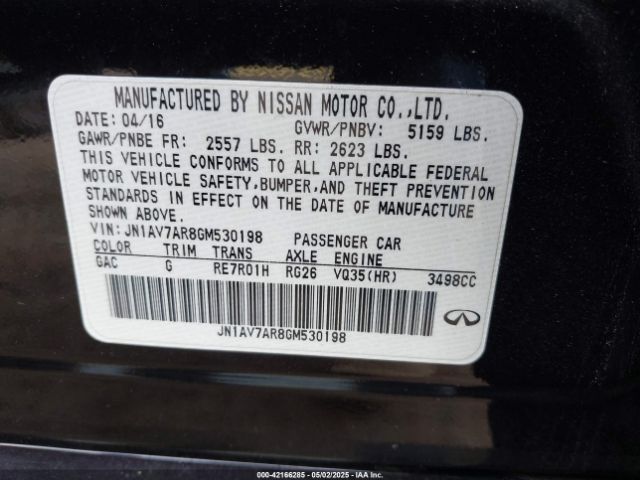 MANUFACTURED BY NISSAN MOTOR CO.,LTD.
DATE: 04/16 GVWR/PNBV: 5159 LBS.
GAWR/PNBE FR: 2557 LBS. RR: 2623 LBS.
THIS VEHICLE CONFORMS TO ALL APPLICABLE FEDERAL
MOTOR VEHICLE SAFETY,BUMPER,AND THEFT PREVENTION
STANDARDS IN EFFECT ON THE DATE OF MANUFACTURE
SHOWN ABOVE.
VIN: JN1AV7AR8GM530198 PASSENGER CAR
COLOR TRIM TRANS AXLE ENGINE
GAC G RE7R01H RG26 VQ35(HR) 3498CC
JN1AV7AR8GM530198
INFINITI
000-42166285 - 05/02/2025 - IAAI.COM